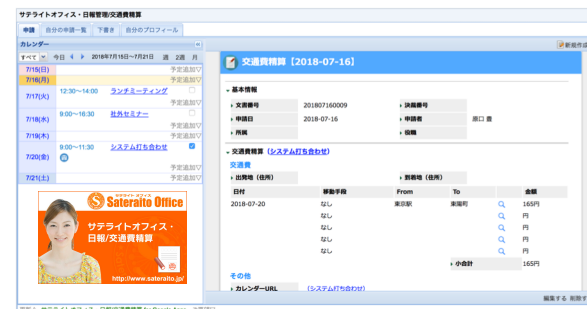 サテライトオフィス・日報管理/交通費精算
申請 自分の申請一覧 下書き 自分のプロフィール
カレンダー
新規作成
すべて 今日 2018年7月15日～7月21日 週 2週 月
7/15(日) 予定追加▽
7/16(月) 予定追加▽
7/17(火) 12:30～14:00 ランチミーティング
予定追加▽
7/18(水) 9:00～16:30 社外セミナー
予定追加▽
7/19(木) 予定追加▽
7/20(金) 9:00～11:30 システム打ち合わせ
予定追加▽
7/21(土) 予定追加▽
サテライトオフィス
Sateraito Office
サテライトオフィス・
日報/交通費精算
http://www.sateraito.jp/
交通費精算【2018-07-16】
基本情報
文書番号 201807160009 決裁番号
申請日 2018-07-16 申請者 原口 豊
所属 役職
交通費精算 (システム打ち合わせ)
交通費
出発地（住所） 到着地（住所）
日付 移動手段 From To 金額
2018-07-20 なし 東京駅 東陽町 165円
なし 円
なし 円
なし 円
なし 円
小合計 165円
その他
カレンダーURL (システム打ち合わせ)
編集する 削除す